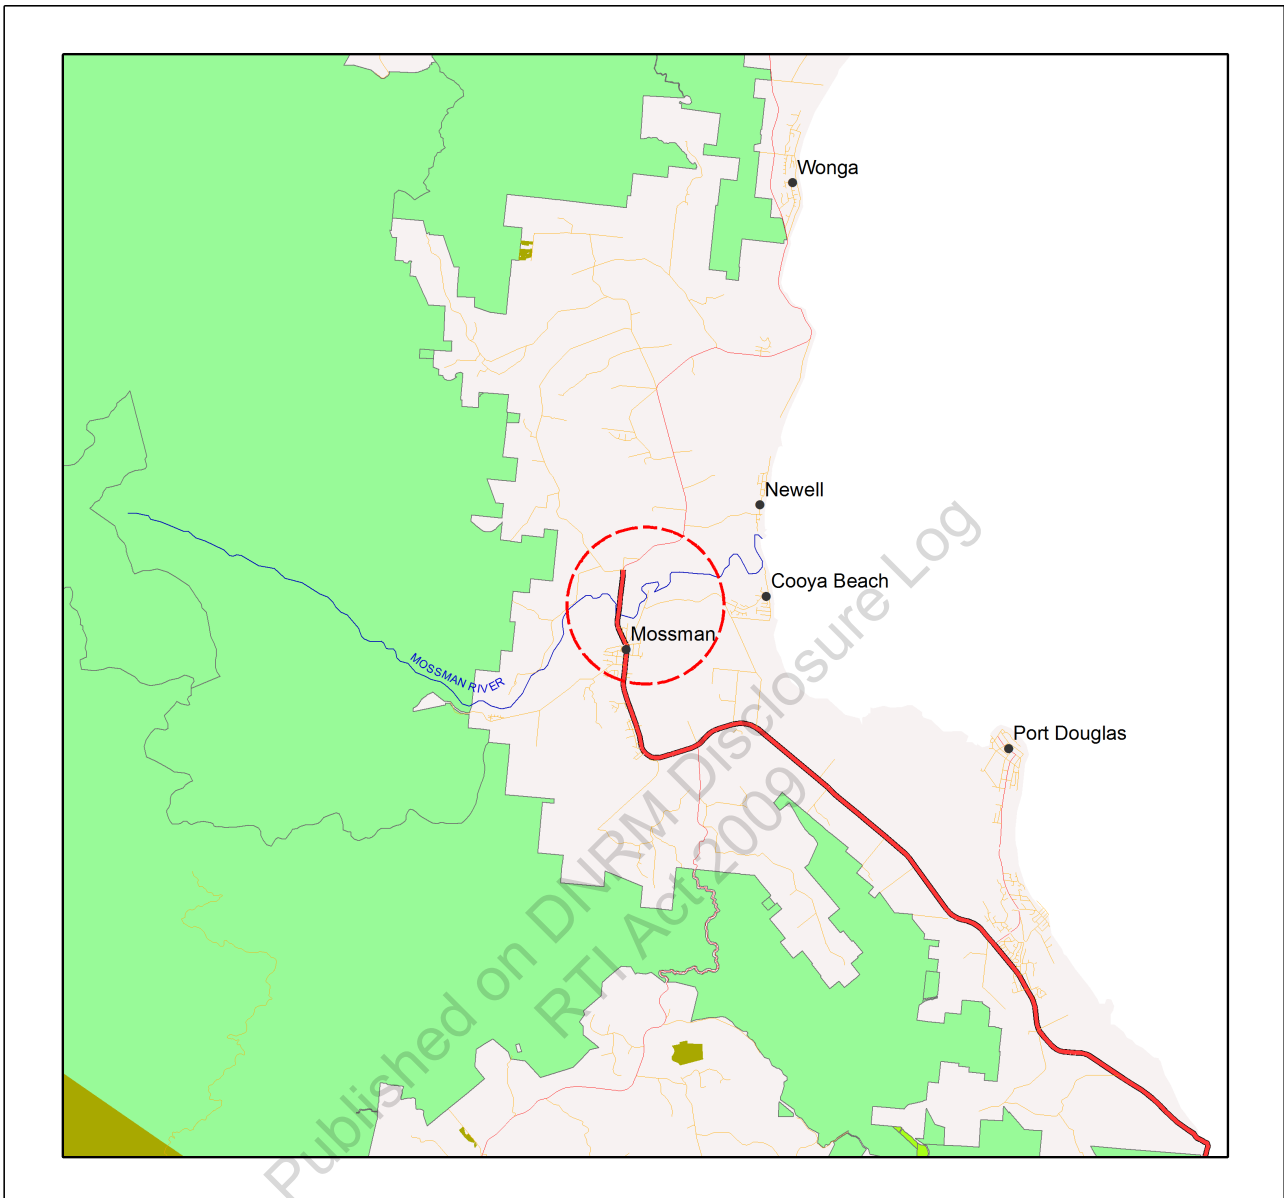 Wonga
Newell
Cooya Beach
Mossman
MOSSMAN RIVER
Port Douglas
Published on DNRM Disclosure Log
RTI Act 2009